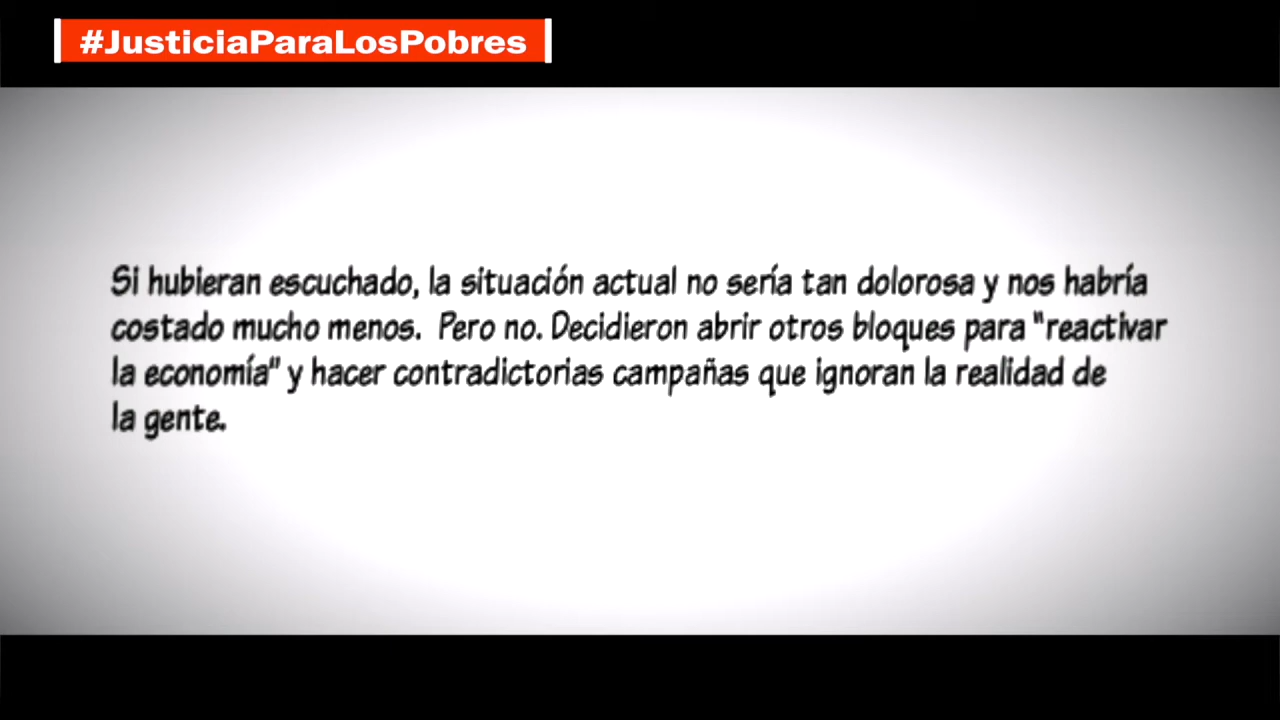 #JusticiaParaLosPobres
Si hubieran escuchado, la situación actual no sería tan dolorosa y nos habría
costado mucho menos. Pero no. Decidieron abrir otros bloques para "reactivar
la economía" y hacer contradictorias campañas que ignoran la realidad de
la gente.